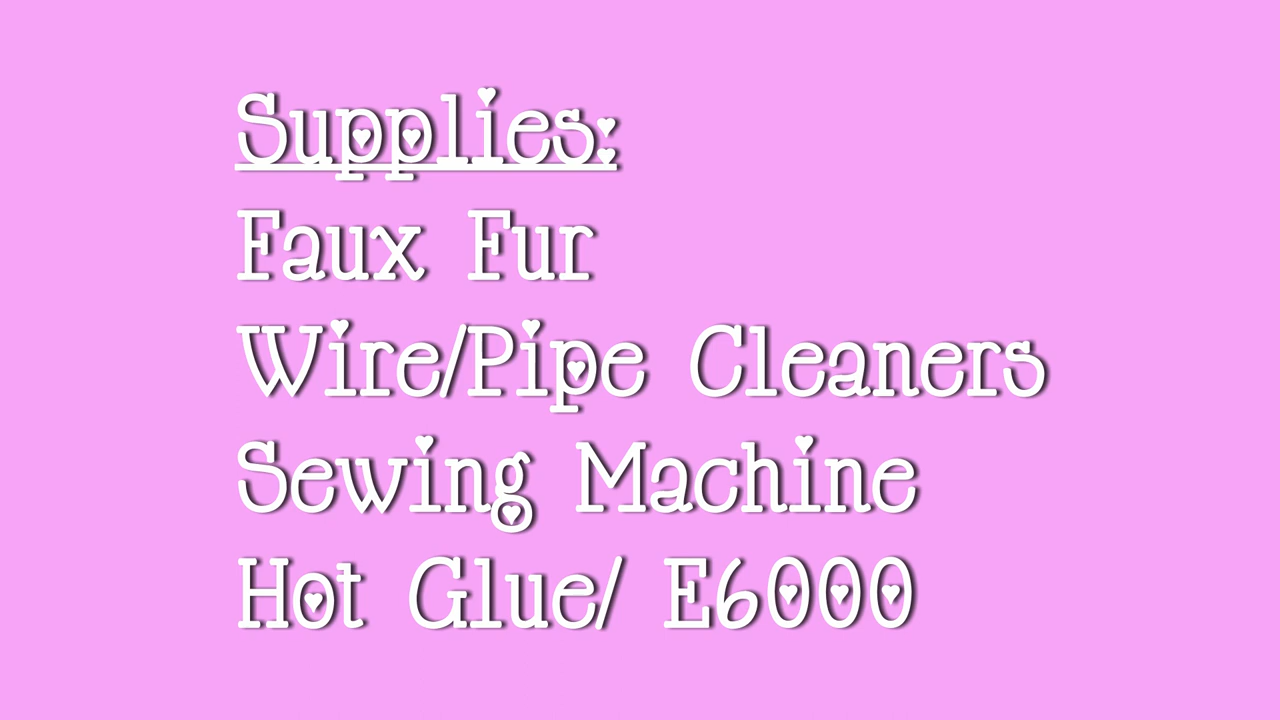 Supplies:
Faux Fur
Wire/Pipe Cleaners
Sewing Machine
Hot Glue/ E6000